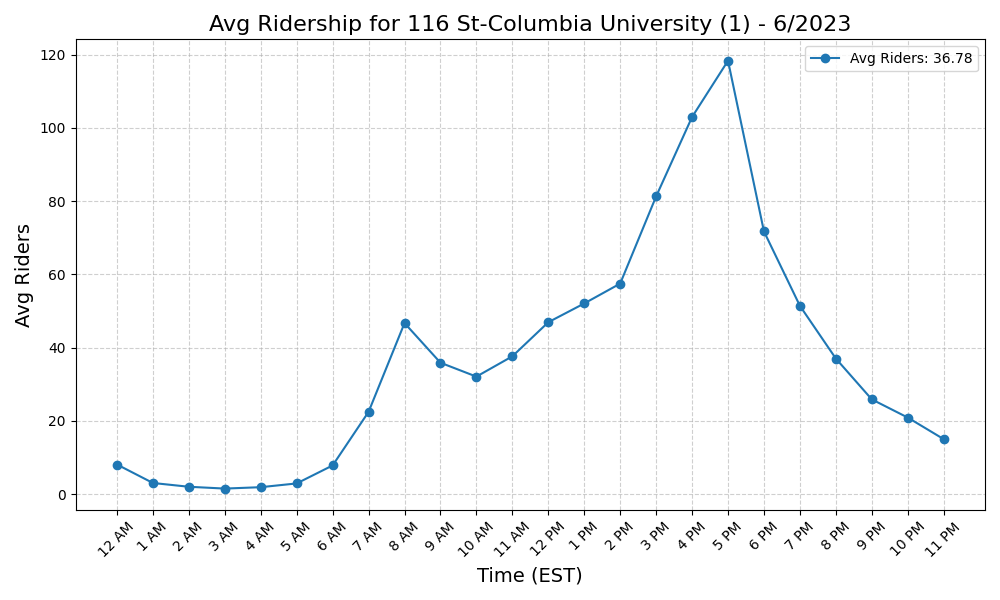 Avg Ridership for 116 St-Columbia University (1) - 6/2023
Avg Riders: 36.78
120
100
80
60
40
20
0
Avg Riders
12 AM
1 AM
2 AM
3 AM
4 AM
5 AM
6 AM
7 AM
8 AM
9 AM
10 AM
11 AM
12 PM
1 PM
2 PM
3 PM
4 PM
5 PM
6 PM
7 PM
8 PM
9 PM
10 PM
11 PM
Time (EST)